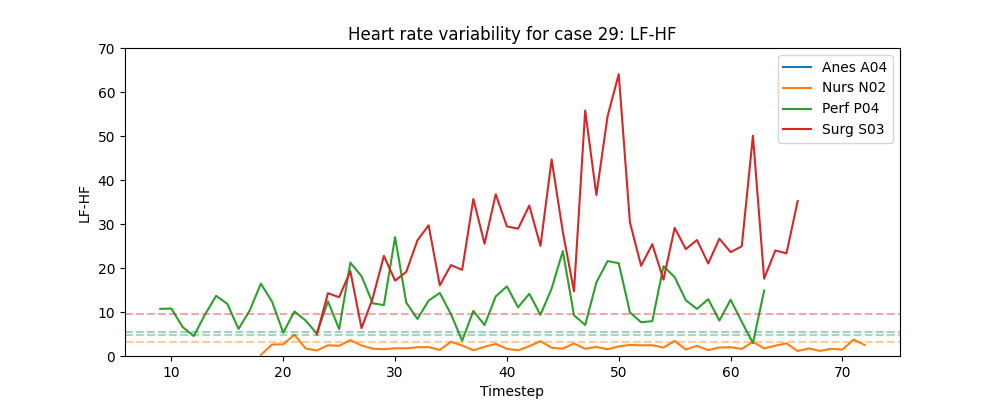 Heart rate variability for case 29: LF-HF
70
60
50
40
30
20
10
0
LF-HF
Anes A04
Nurs N02
Perf P04
Surg S03
10 20 30 40 50 60 70
Timestep